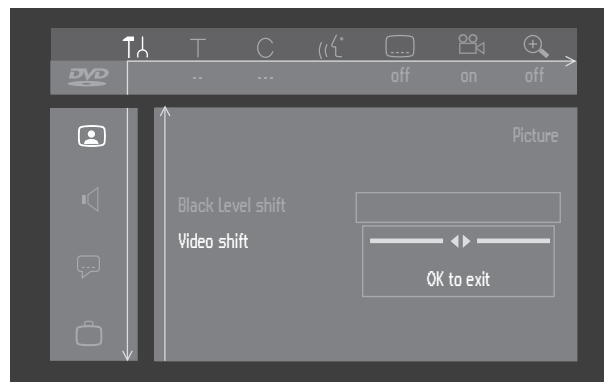 T C
DVD -- --- off on off
Picture
Black Level shift
Video shift
OK to exit